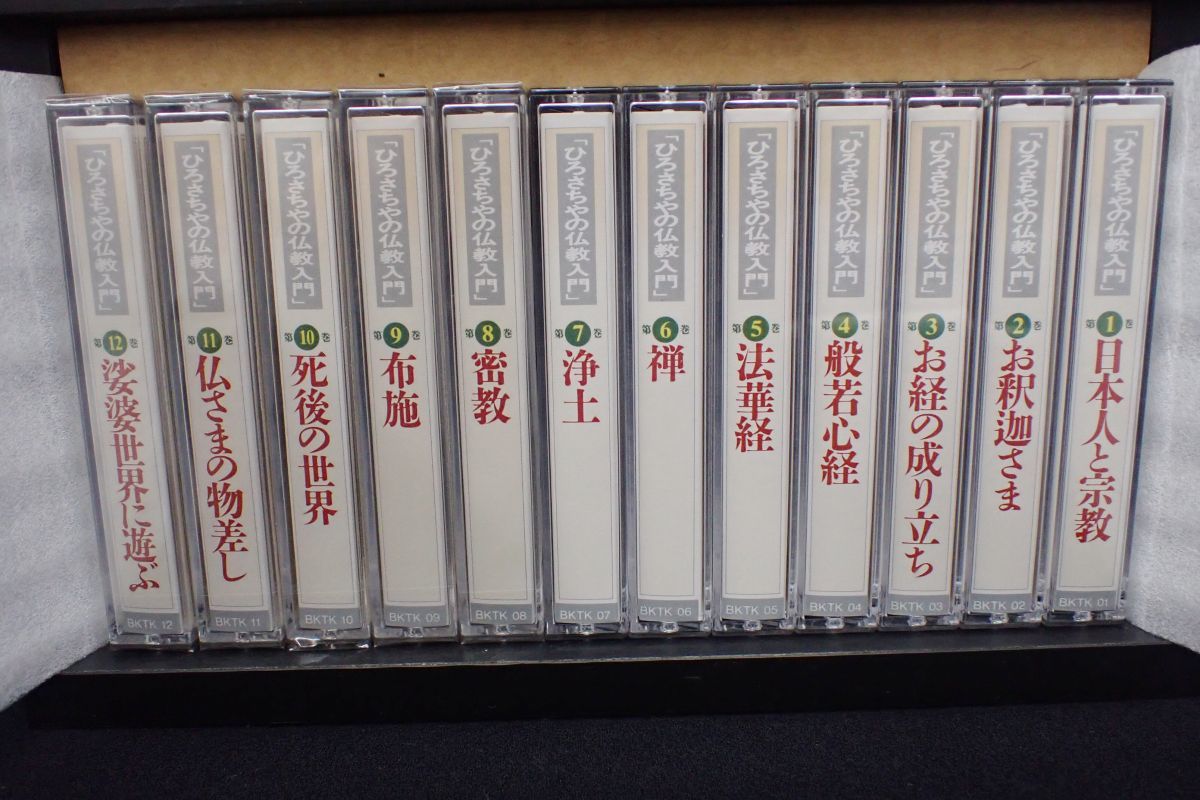 「ひろさちやの仏教入門」
第1巻
日本人と宗教
BKTK 01
「ひろさちやの仏教入門」
第2巻
お釈迦さま
BKTK 02
「ひろさちやの仏教入門」
第3巻
お経の成り立ち
BKTK 03
「ひろさちやの仏教入門」
第4巻
般若心経
BKTK 04
「ひろさちやの仏教入門」
第5巻
法華経
BKTK 05
「ひろさちやの仏教入門」
第6巻
禅
BKTK 06
「ひろさちやの仏教入門」
第7巻
浄土
BKTK 07
「ひろさちやの仏教入門」
第8巻
密教
BKTK 08
「ひろさちやの仏教入門」
第9巻
布施
BKTK 09
「ひろさちやの仏教入門」
第10巻
死後の世界
BKTK 10
「ひろさちやの仏教入門」
第11巻
仏さまの物差し
BKTK 11
「ひろさちやの仏教入門」
第12巻
娑婆世界に遊ぶ
BKTK 12